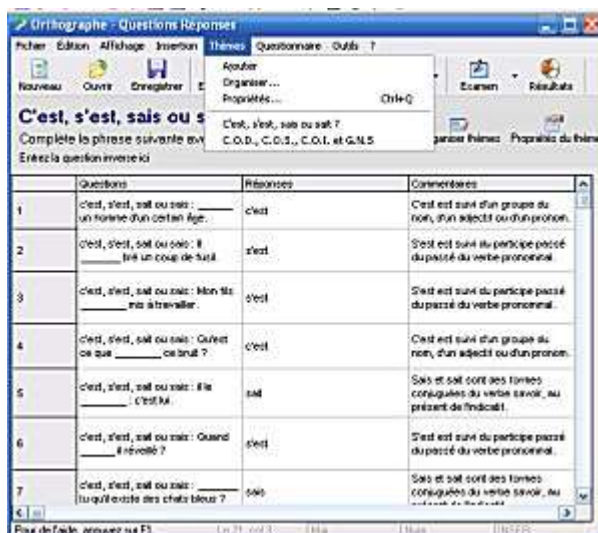 Orthographe - Questions Réponses
Fichier Édition Affichage Insertion Thèmes Questionnaire Outils ?
Nouveau Ouvrir Enregistrer E Examen Résultats
Ajouter
Organiser...
Propriétés... Ctrl+Q
C'est, s'est, sais ou sait ?
C.O.D., C.O.S., C.O.I. et G.N.S
C'est, s'est, sais ou s
Complète la phrase suivante ave
ganiser thèmes Propriétés du thème
Entrez la question inverse ici
Questions Réponses Commentaires
1
c'est, s'est, sait ou sais : ______
un homme d'un certain âge.
c'est
C'est est suivi d'un groupe du
nom, d'un adjectif ou d'un pronom.
2
c'est, s'est, sait ou sais : Il
______ tiré un coup de fusil.
s'est
S'est est suivi du participe passé
du passé du verbe pronominal.
3
c'est, s'est, sait ou sais : Mon fils
______ mis à travailler.
s'est
S'est est suivi du participe passé
du passé du verbe pronominal.
4
c'est, s'est, sait ou sais : Qu'est
ce que ______ ce bruit ?
c'est
C'est est suivi d'un groupe du
nom, d'un adjectif ou d'un pronom.
5
c'est, s'est, sait ou sais : Il le
______ : c'est lui.
sait
Sais et sait sont des formes
conjuguées du verbe savoir, au
présent de l'indicatif.
6
c'est, s'est, sait ou sais : Quand
______ il réveillé ?
s'est
S'est est suivi du participe passé
du passé du verbe pronominal.
7
c'est, s'est, sait ou sais : ______
tu qu'il existe des chats bleus ?
sais
Sais et sait sont des formes
conjuguées du verbe savoir, au
Pour de l'aide, appuyez sur F1